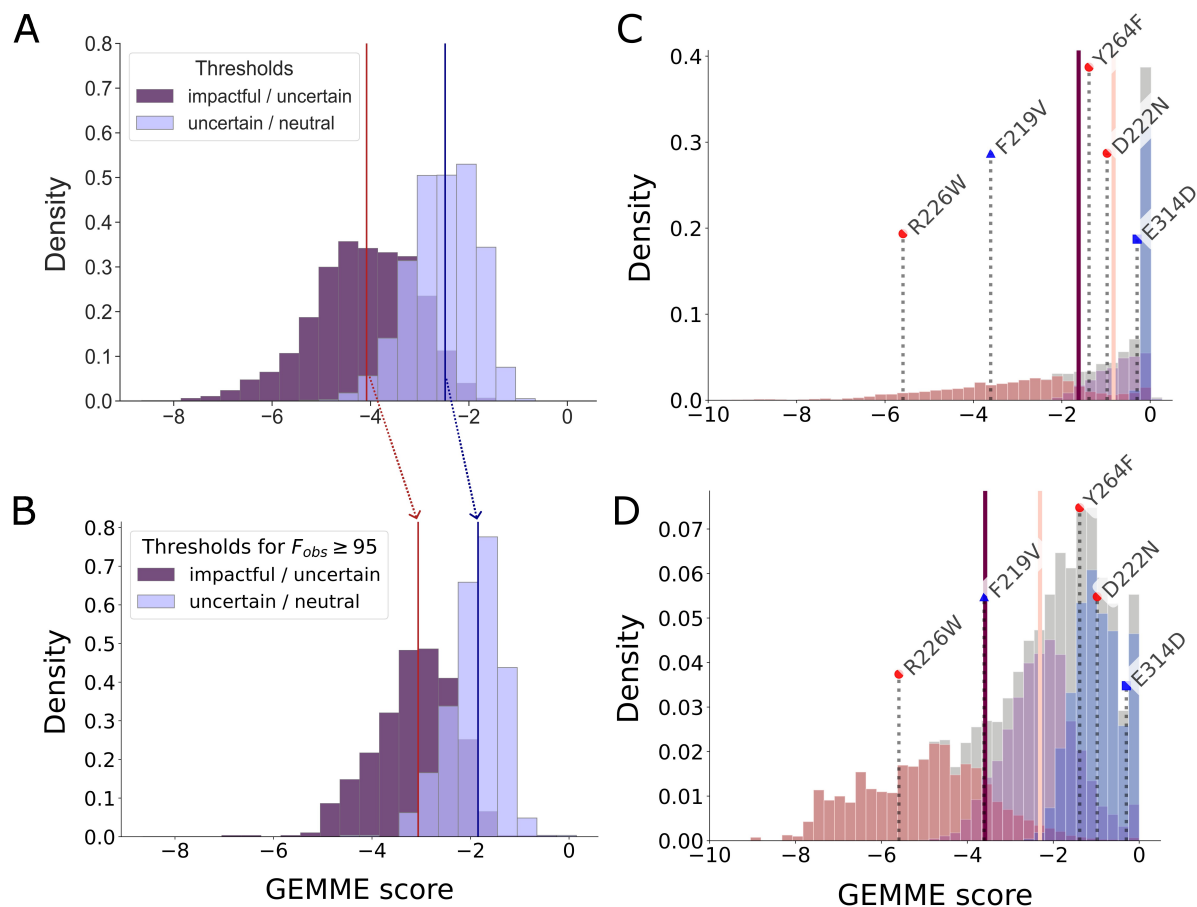 A
0.8
0.7
0.6
0.5
0.4
0.3
0.2
0.1
0.0
Density
Thresholds
impactful / uncertain
uncertain / neutral
−8
−6
−4
−2
0
B
0.8
0.7
0.6
0.5
0.4
0.3
0.2
0.1
0.0
Density
Thresholds for Fobs ≥ 95
impactful / uncertain
uncertain / neutral
−8
−6
−4
−2
0
GEMME score
C
0.4
0.3
0.2
0.1
0.0
Density
R226W
F219V
Y264F
D222N
E314D
−10
−8
−6
−4
−2
0
D
0.07
0.06
0.05
0.04
0.03
0.02
0.01
0.00
Density
R226W
F219V
Y264F
D222N
E314D
−10
−8
−6
−4
−2
0
GEMME score